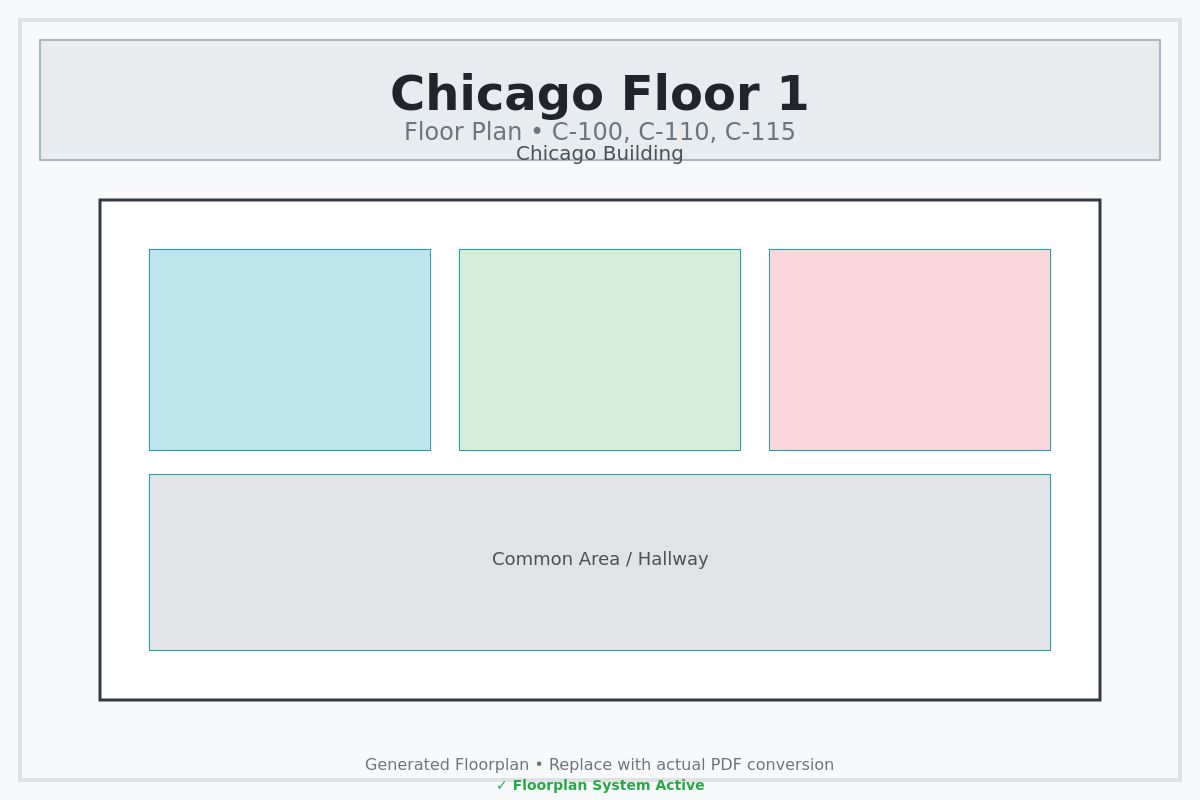 Chicago Floor 1
Floor Plan • C-100, C-110, C-115
Chicago Building
Common Area / Hallway
Generated Floorplan • Replace with actual PDF conversion
✓ Floorplan System Active